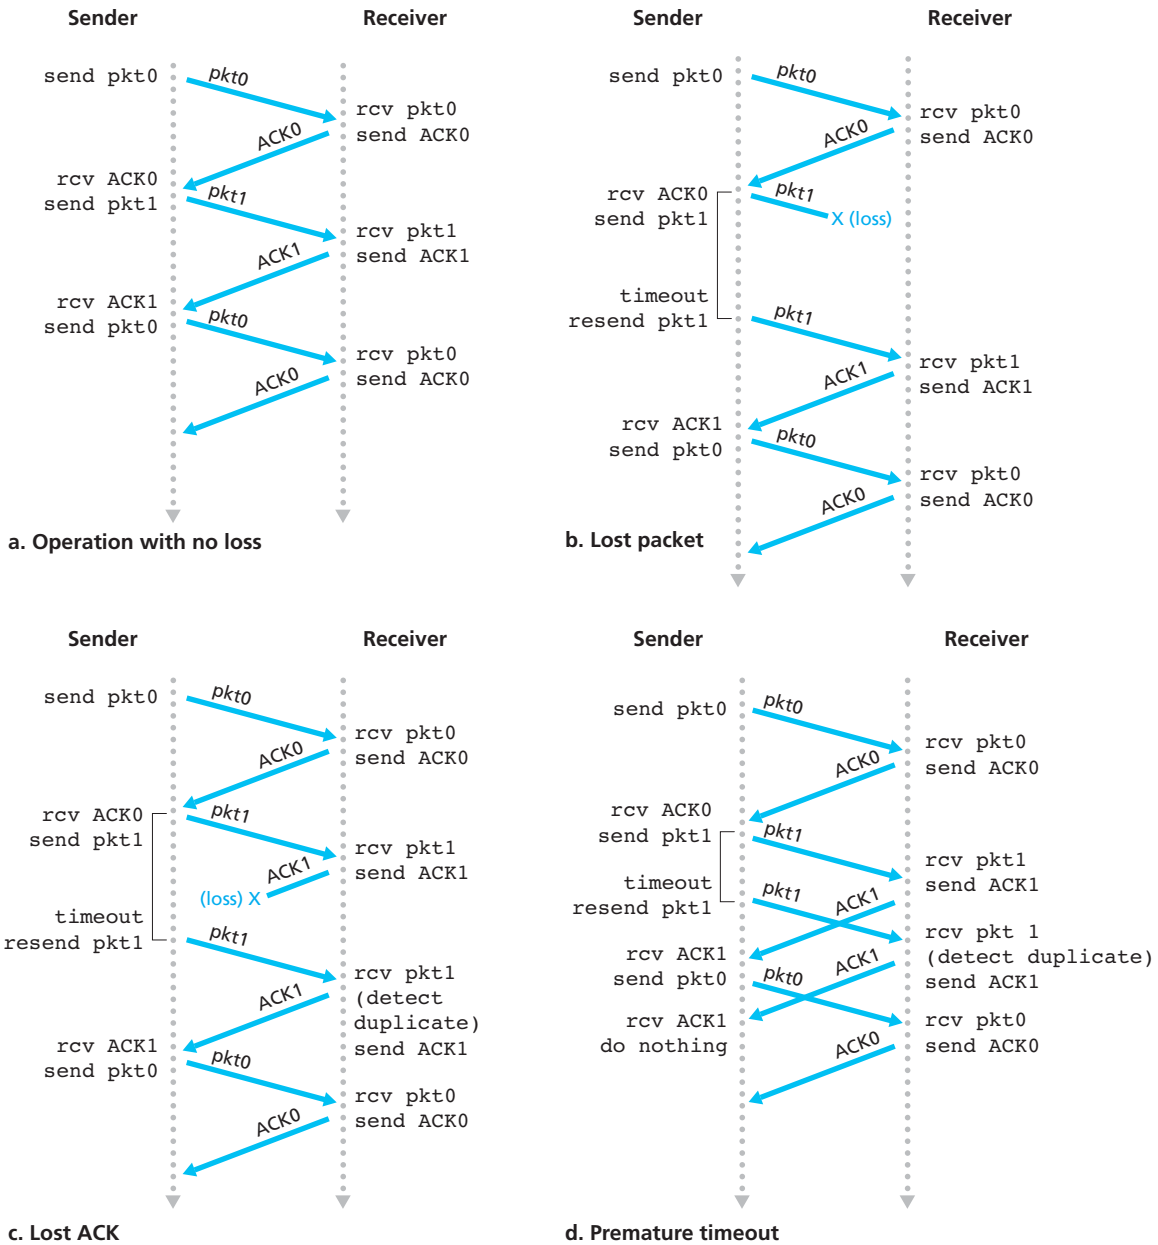 Sender
Receiver
send pkt0
pkt0
rcv pkt0
send ACK0
ACK0
rcv ACK0
send pkt1
pkt1
rcv pkt1
send ACK1
ACK1
rcv ACK1
send pkt0
pkt0
rcv pkt0
send ACK0
ACK0
a. Operation with no loss
Sender
Receiver
send pkt0
pkt0
rcv pkt0
send ACK0
ACK0
rcv ACK0
send pkt1
pkt1
X (loss)
timeout
resend pkt1
pkt1
rcv pkt1
send ACK1
ACK1
rcv ACK1
send pkt0
pkt0
rcv pkt0
send ACK0
ACK0
b. Lost packet
Sender
Receiver
send pkt0
pkt0
rcv pkt0
send ACK0
ACK0
rcv ACK0
send pkt1
pkt1
rcv pkt1
send ACK1
ACK1
(loss) X
timeout
resend pkt1
pkt1
rcv pkt1
(detect
duplicate)
send ACK1
ACK1
rcv ACK1
send pkt0
pkt0
rcv pkt0
send ACK0
ACK0
c. Lost ACK
Sender
Receiver
send pkt0
pkt0
rcv pkt0
send ACK0
ACK0
rcv ACK0
send pkt1
pkt1
rcv pkt1
send ACK1
timeout
resend pkt1
pkt1
ACK1
rcv pkt 1
(detect duplicate)
send ACK1
rcv ACK1
send pkt0
pkt0
ACK1
rcv pkt0
send ACK0
rcv ACK1
do nothing
ACK0
d. Premature timeout